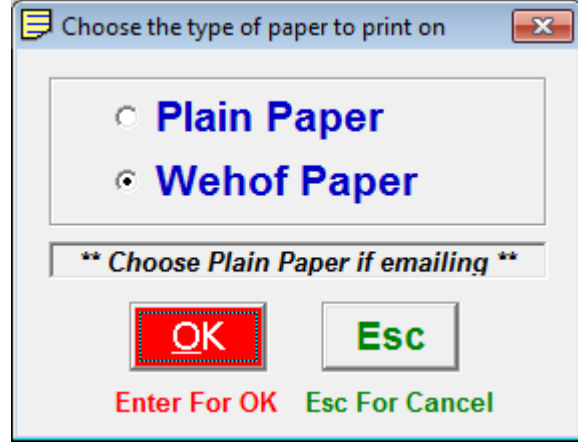 Choose the type of paper to print on
Plain Paper
Wehof Paper
** Choose Plain Paper if emailing **
OK Esc
Enter For OK Esc For Cancel